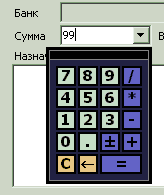 Банк
Сумма 99 В
Назнач
7 8 9 /
4 5 6 *
1 2 3 -
0 . ± +
C ← =